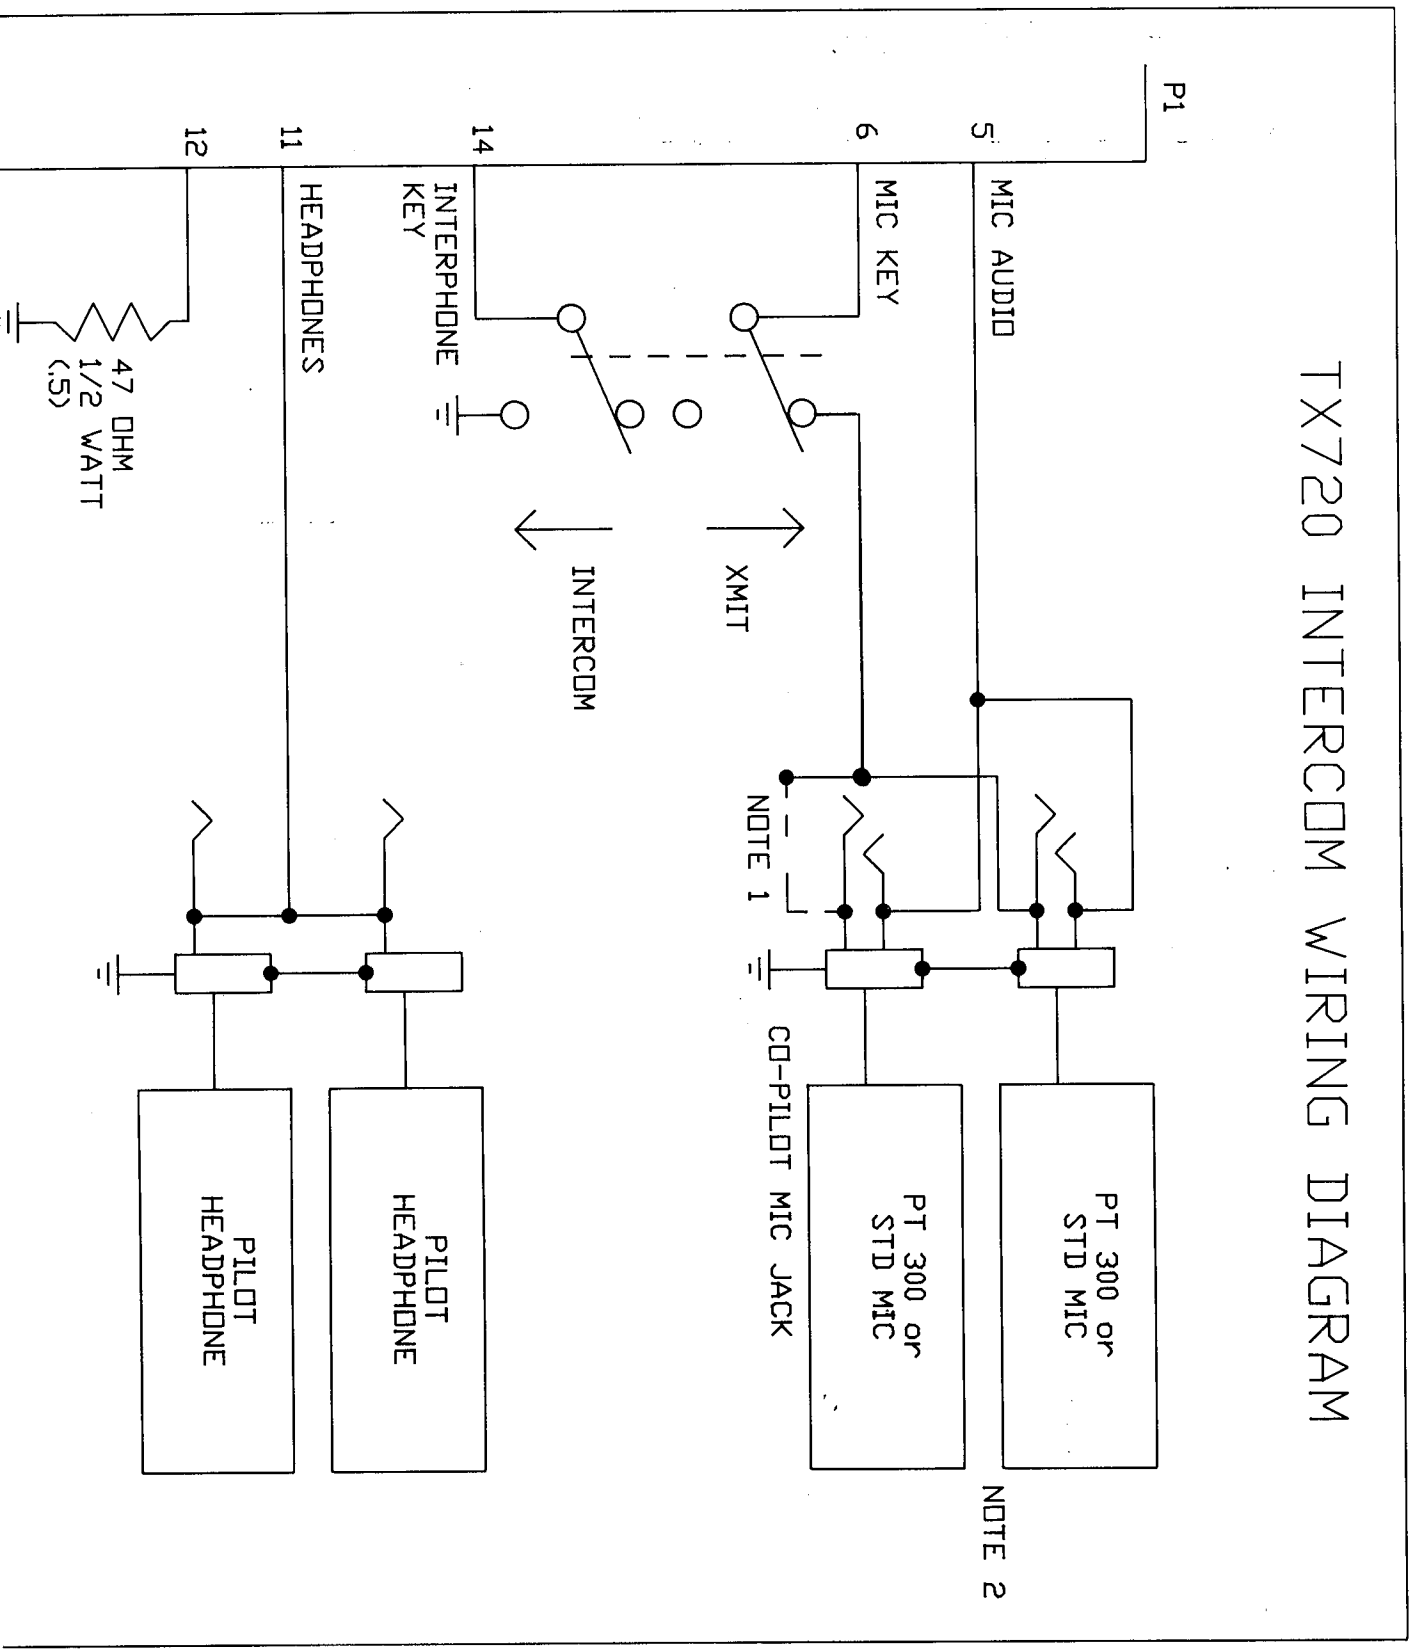 TX720 INTERCOM WIRING DIAGRAM
P1
5
MIC AUDIO
6
MIC KEY
14
INTERPHONE
KEY
11
HEADPHONES
12
47 OHM
1/2 WATT
(.5)
XMIT
INTERCOM
NOTE 1
PT 300 or
STD MIC
NOTE 2
PT 300 or
STD MIC
CO-PILOT MIC JACK
PILOT
HEADPHONE
PILOT
HEADPHONE